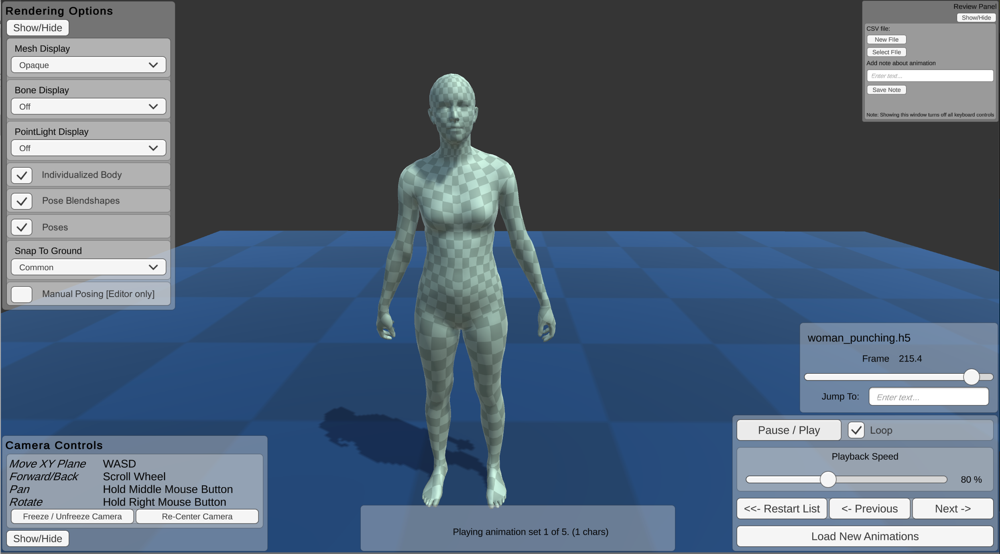 Rendering Options
Show/Hide
Mesh Display
Opaque
Bone Display
Off
PointLight Display
Off
Individualized Body
Pose Blendshapes
Poses
Snap To Ground
Common
Manual Posing [Editor only]
Camera Controls
Move XY Plane WASD
Forward/Back Scroll Wheel
Pan Hold Middle Mouse Button
Rotate Hold Right Mouse Button
Freeze / Unfreeze Camera Re-Center Camera
Show/Hide
Playing animation set 1 of 5. (1 chars)
Review Panel
Show/Hide
CSV file:
New FIle
Select FIle
Add note about animation
Enter text...
Save Note
Note: Showing this window turns off all keyboard controls
woman_punching.h5
Frame 215.4
Jump To: Enter text...
Pause / Play Loop
Playback Speed
80 %
<<- Restart List <- Previous Next ->
Load New Animations